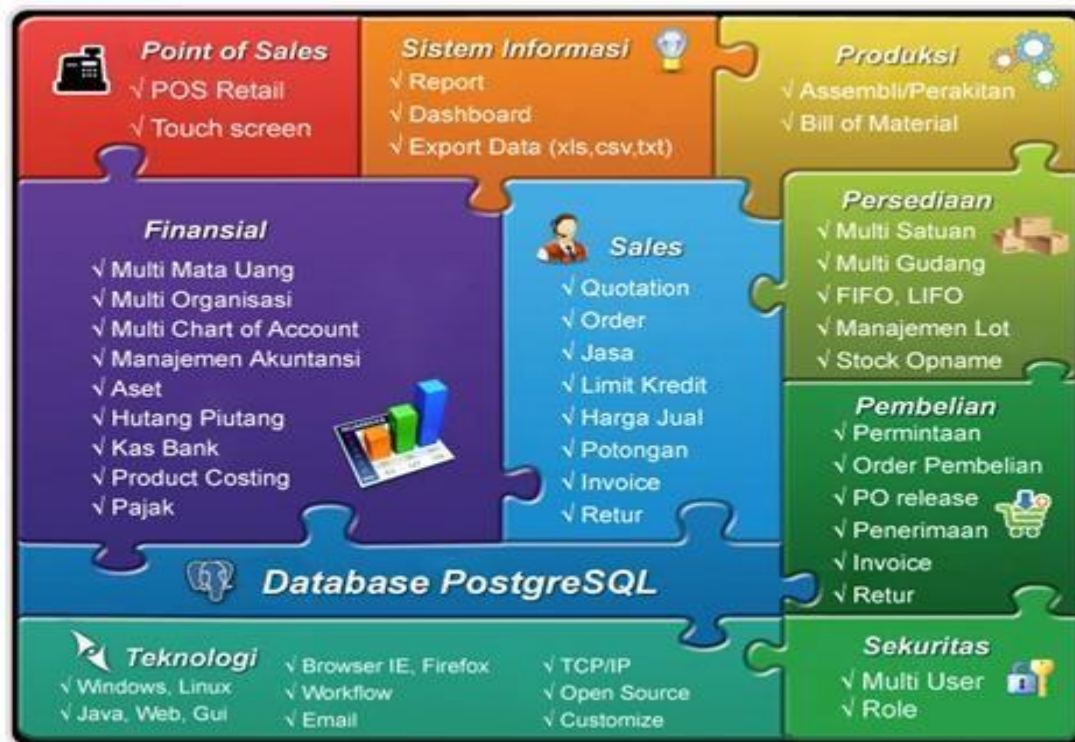 Point of Sales
√ POS Retail
√ Touch screen
Sistem Informasi
√ Report
√ Dashboard
√ Export Data (xls,csv,txt)
Produksi
√ Assembli/Perakitan
√ Bill of Material
Finansial
√ Multi Mata Uang
√ Multi Organisasi
√ Multi Chart of Account
√ Manajemen Akuntansi
√ Aset
√ Hutang Piutang
√ Kas Bank
√ Product Costing
√ Pajak
Sales
√ Quotation
√ Order
√ Jasa
√ Limit Kredit
√ Harga Jual
√ Potongan
√ Invoice
√ Retur
Persediaan
√ Multi Satuan
√ Multi Gudang
√ FIFO, LIFO
√ Manajemen Lot
√ Stock Opname
Pembelian
√ Permintaan
√ Order Pembelian
√ PO release
√ Penerimaan
√ Invoice
√ Retur
Database PostgreSQL
Teknologi
√ Windows, Linux
√ Java, Web, Gui
√ Browser IE, Firefox
√ Workflow
√ Email
√ TCP/IP
√ Open Source
√ Customize
Sekuritas
√ Multi User
√ Role